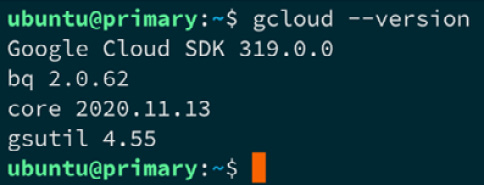 ubuntu@primary:~$ gcloud --version
Google Cloud SDK 319.0.0
bq 2.0.62
core 2020.11.13
gsutil 4.55
ubuntu@primary:~$